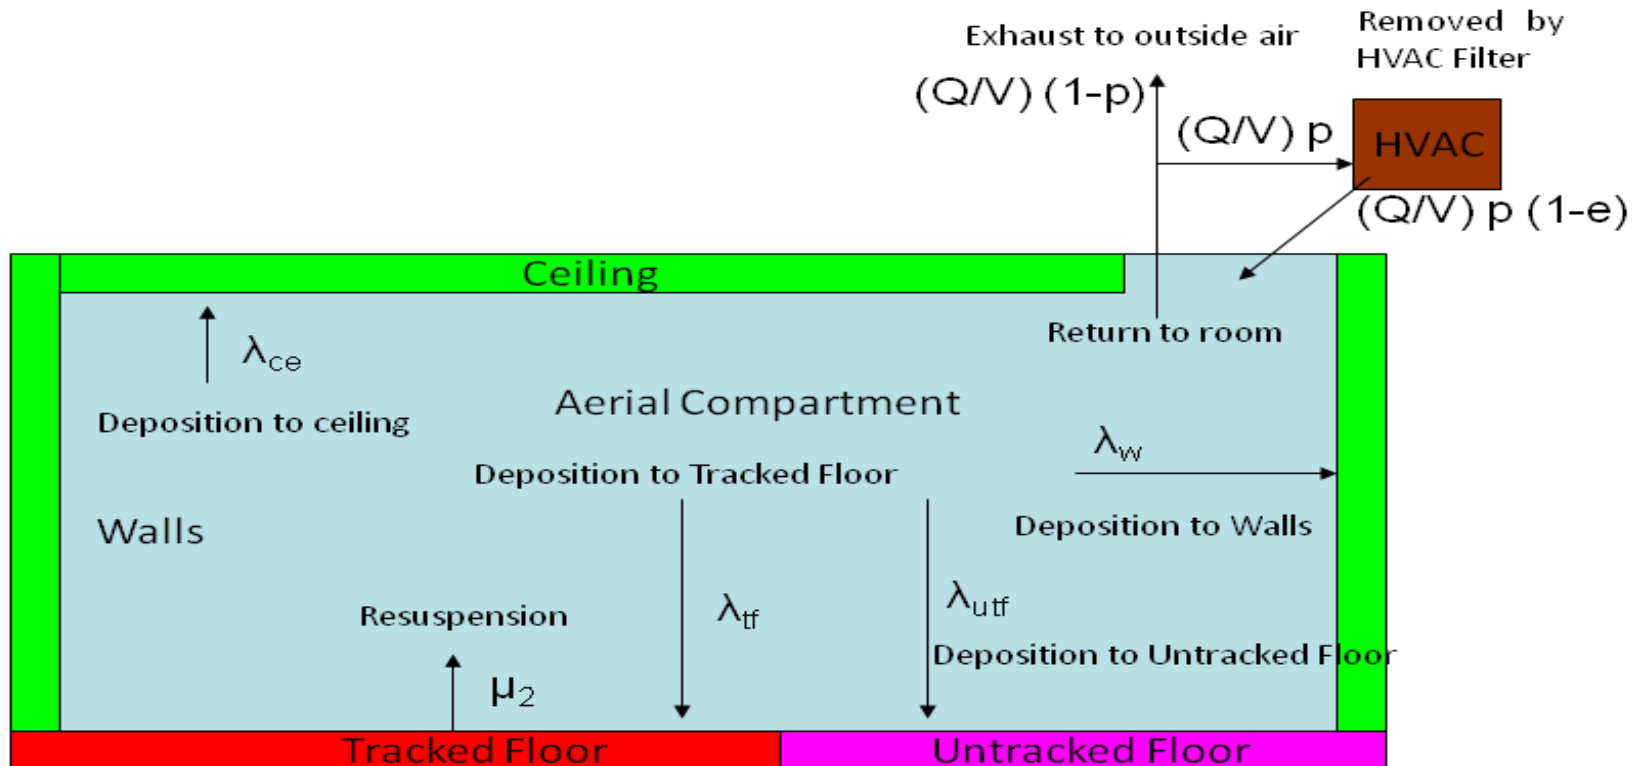 Exhaust to outside air
Removed by
HVAC Filter
(Q/V) (1-p)
(Q/V) p
HVAC
(Q/V) p (1-e)
Ceiling
Return to room
λce
Deposition to ceiling
Aerial Compartment
λw
Deposition to Tracked Floor
Deposition to Walls
Walls
Resuspension
λtf
λutf
Deposition to Untracked Floor
μ2
Tracked Floor
Untracked Floor